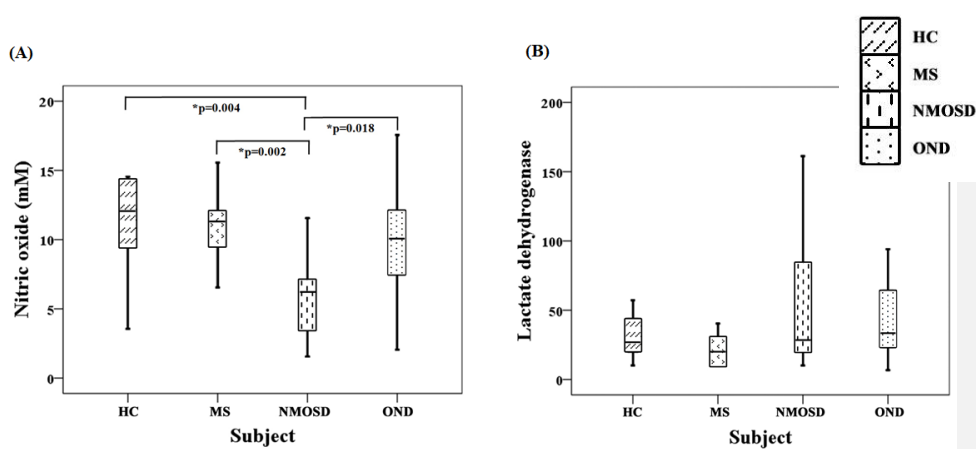 (A)
Nitric oxide (mM)
20
15
10
5
0
*p=0.004
*p=0.018
*p=0.002
HC
MS
NMOSD
OND
Subject
(B)
Lactate dehydrogenase
200
150
100
50
0
HC
MS
NMOSD
OND
Subject
HC
MS
NMOSD
OND